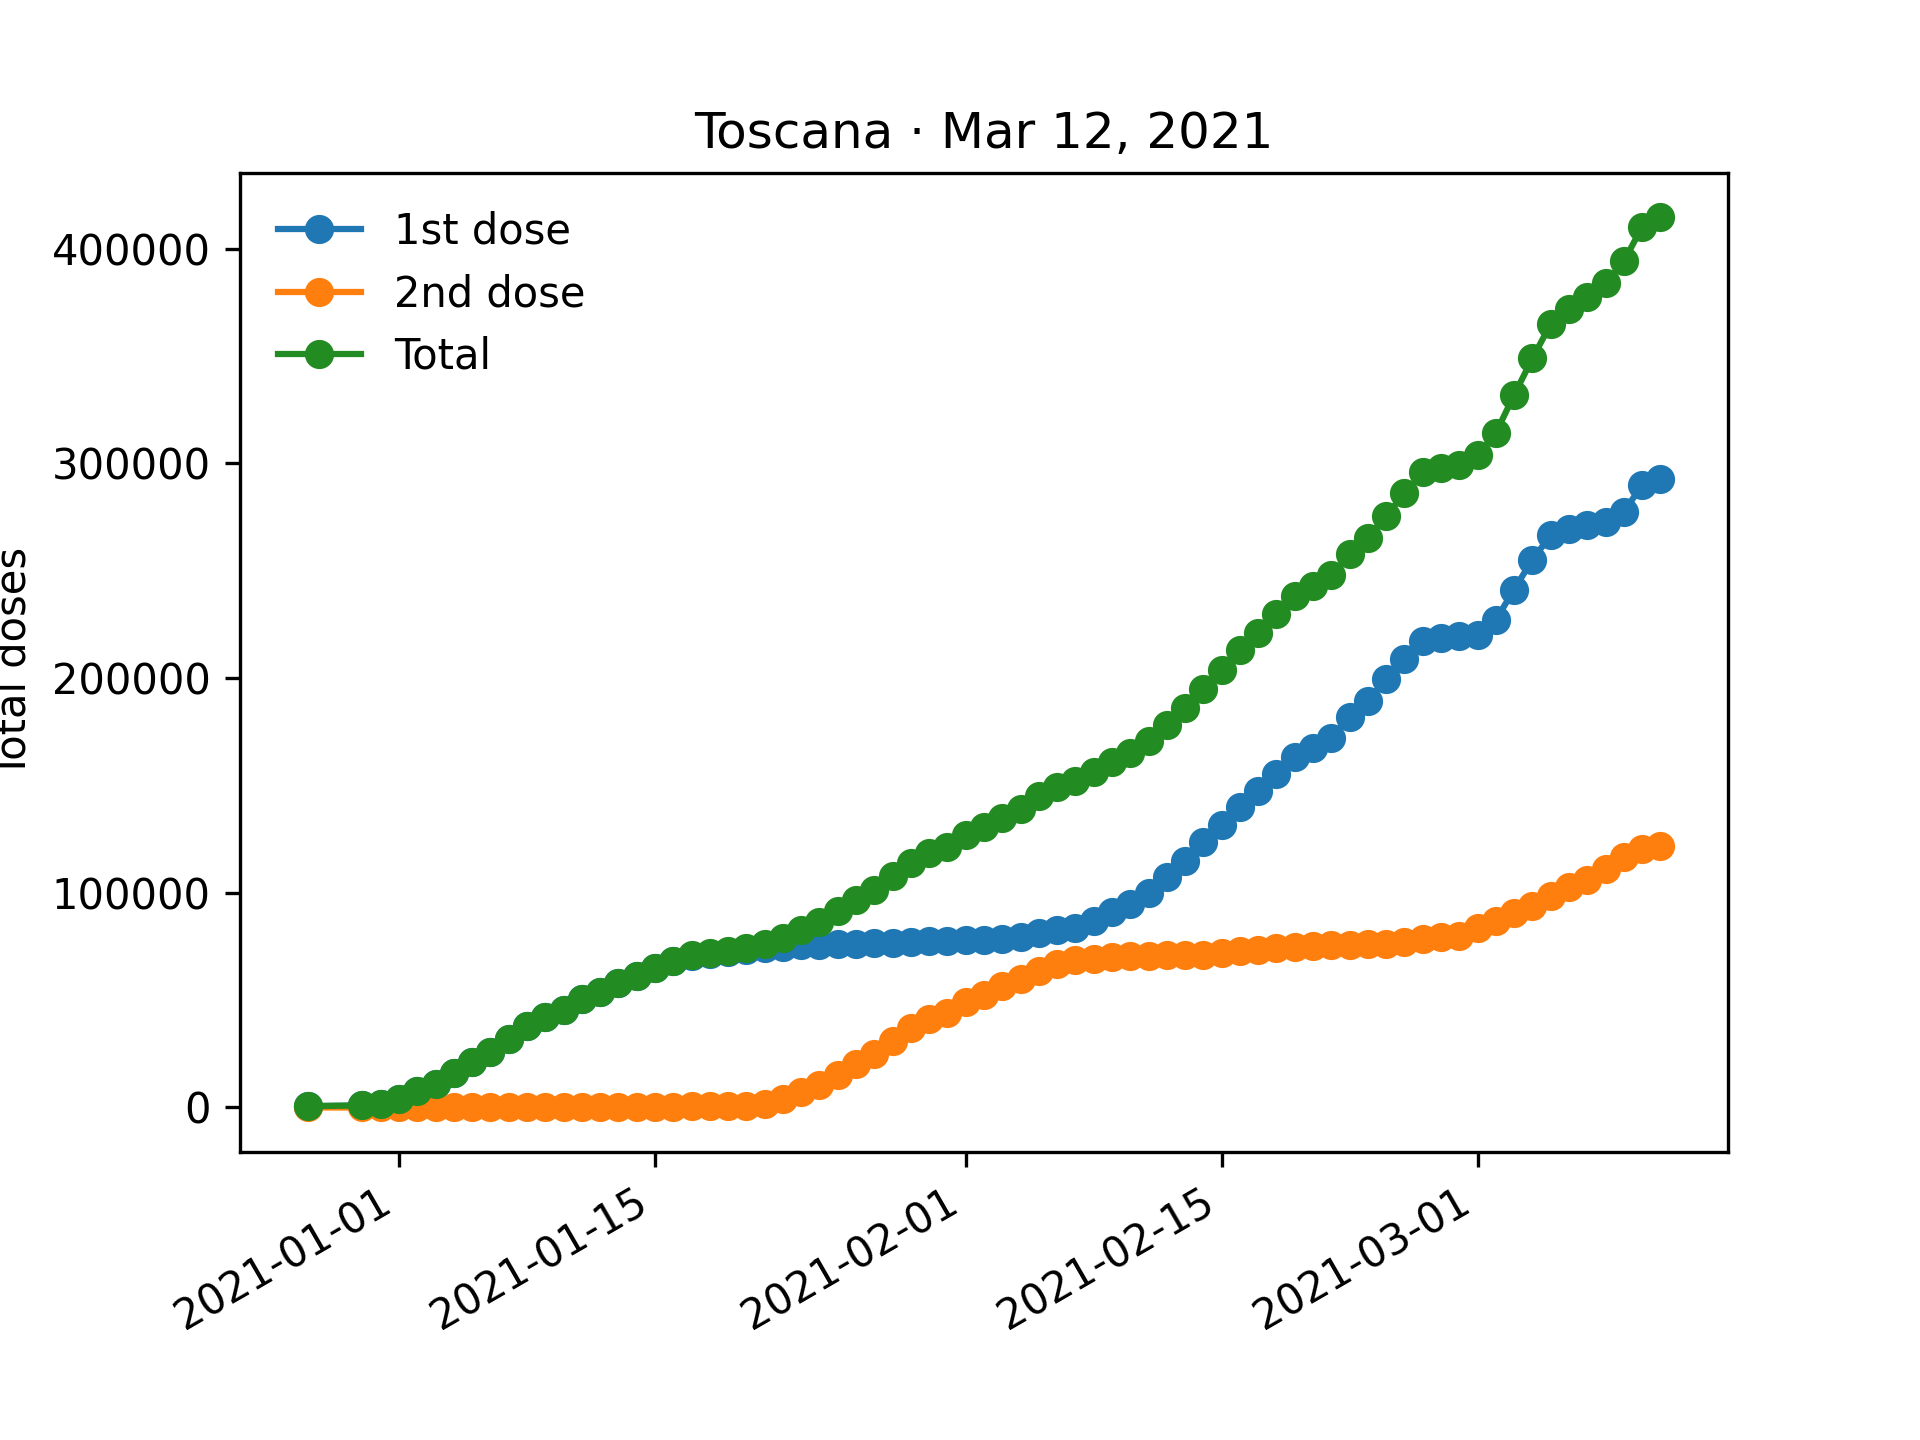 Toscana · Mar 12, 2021
1st dose
2nd dose
Total
400000
300000
200000
100000
0
Total doses
2021-01-01
2021-01-15
2021-02-01
2021-02-15
2021-03-01